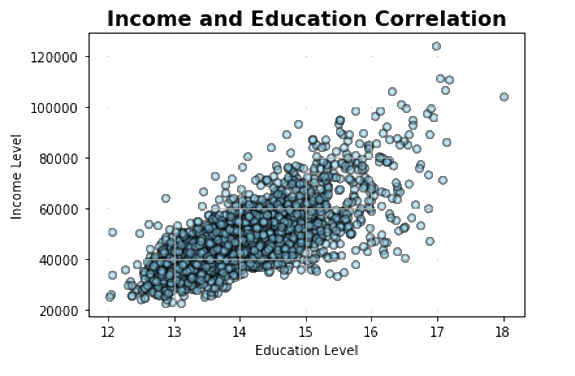 Income and Education Correlation
120000
100000
80000
60000
40000
20000
Income Level
12 13 14 15 16 17 18
Education Level